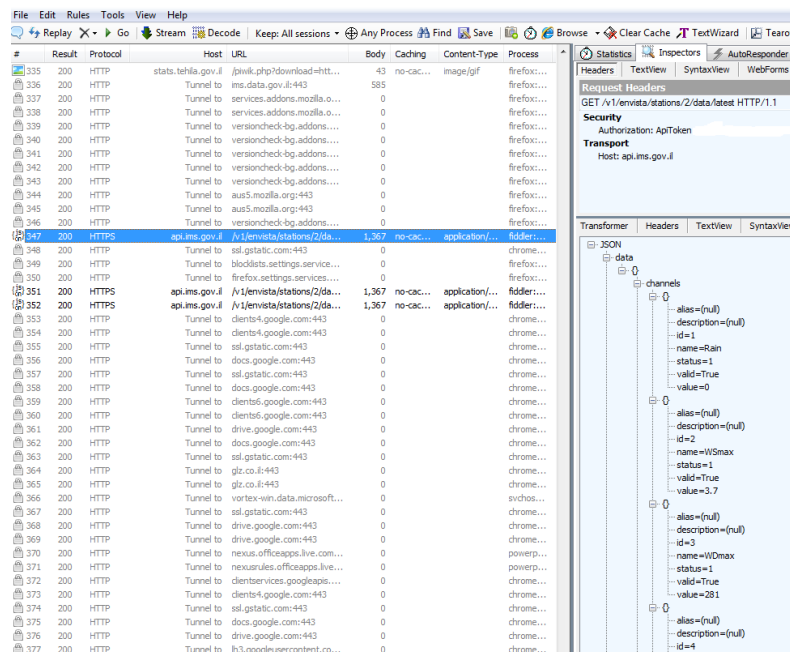 File Edit Rules Tools View Help
Replay X Go Stream Decode Keep: All sessions Any Process Find Save Browse Clear Cache TextWizard Tearo
# Result Protocol Host URL Body Caching Content-Type Process
335 200 HTTP stats.tehila.gov.il /piwik.php?download=htt... 43 no-cac... image/gif firefox:...
336 200 HTTP Tunnel to ims.data.gov.il:443 585 firefox:...
337 200 HTTP Tunnel to services.addons.mozilla.o... 0 firefox:...
338 200 HTTP Tunnel to services.addons.mozilla.o... 0 firefox:...
339 200 HTTP Tunnel to versioncheck-bg.addons.... 0 firefox:...
340 200 HTTP Tunnel to versioncheck-bg.addons.... 0 firefox:...
341 200 HTTP Tunnel to versioncheck-bg.addons.... 0 firefox:...
342 200 HTTP Tunnel to versioncheck-bg.addons.... 0 firefox:...
343 200 HTTP Tunnel to versioncheck-bg.addons.... 0 firefox:...
344 200 HTTP Tunnel to aus5.mozilla.org:443 0 firefox:...
345 200 HTTP Tunnel to aus5.mozilla.org:443 0 firefox:...
346 200 HTTP Tunnel to versioncheck-bg.addons.... 0 firefox:...
347 200 HTTPS api.ims.gov.il /v1/envista/stations/2/da... 1,367 no-cac... application/... fiddler:...
348 200 HTTP Tunnel to ssl.gstatic.com:443 0 chrome...
349 200 HTTP Tunnel to blocklists.settings.service... 0 firefox:...
350 200 HTTP Tunnel to firefox.settings.services.... 0 firefox:...
351 200 HTTPS api.ims.gov.il /v1/envista/stations/2/da... 1,367 no-cac... application/... fiddler:...
352 200 HTTPS api.ims.gov.il /v1/envista/stations/2/da... 1,367 no-cac... application/... fiddler:...
353 200 HTTP Tunnel to clients4.google.com:443 0 chrome...
354 200 HTTP Tunnel to clients4.google.com:443 0 chrome...
355 200 HTTP Tunnel to ssl.gstatic.com:443 0 chrome...
356 200 HTTP Tunnel to docs.google.com:443 0 chrome...
357 200 HTTP Tunnel to ssl.gstatic.com:443 0 chrome...
358 200 HTTP Tunnel to docs.google.com:443 0 chrome...
359 200 HTTP Tunnel to clients6.google.com:443 0 chrome...
360 200 HTTP Tunnel to clients6.google.com:443 0 chrome...
361 200 HTTP Tunnel to drive.google.com:443 0 chrome...
362 200 HTTP Tunnel to docs.google.com:443 0 chrome...
363 200 HTTP Tunnel to ssl.gstatic.com:443 0 chrome...
364 200 HTTP Tunnel to glz.co.il:443 0 chrome...
365 200 HTTP Tunnel to glz.co.il:443 0 chrome...
366 200 HTTP Tunnel to vortex-win.data.microsoft... 0 svchos...
367 200 HTTP Tunnel to ssl.gstatic.com:443 0 chrome...
368 200 HTTP Tunnel to drive.google.com:443 0 chrome...
369 200 HTTP Tunnel to drive.google.com:443 0 chrome...
370 200 HTTP Tunnel to nexus.officeapps.live.com... 0 powerp...
371 200 HTTP Tunnel to nexusrules.officeapps.live... 0 powerp...
372 200 HTTP Tunnel to clientservices.googleapis.... 0 chrome...
373 200 HTTP Tunnel to clients4.google.com:443 0 chrome...
374 200 HTTP Tunnel to ssl.gstatic.com:443 0 chrome...
375 200 HTTP Tunnel to docs.google.com:443 0 chrome...
376 200 HTTP Tunnel to drive.google.com:443 0 chrome...
377 200 HTTP Tunnel to lh3.googleusercontent.co... 0 chrome...
Statistics Inspectors AutoResponder
Headers TextView SyntaxView WebForms
Request Headers
GET /v1/envista/stations/2/data/latest HTTP/1.1
Security
Authorization: ApiToken
Transport
Host: api.ims.gov.il
Transformer Headers TextView SyntaxView
JSON
data
{}
channels
{}
alias=(null)
description=(null)
id=1
name=Rain
status=1
valid=True
value=0
{}
alias=(null)
description=(null)
id=2
name=WSmax
status=1
valid=True
value=3.7
{}
alias=(null)
description=(null)
id=3
name=WDmax
status=1
valid=True
value=281
{}
alias=(null)
description=(null)
id=4